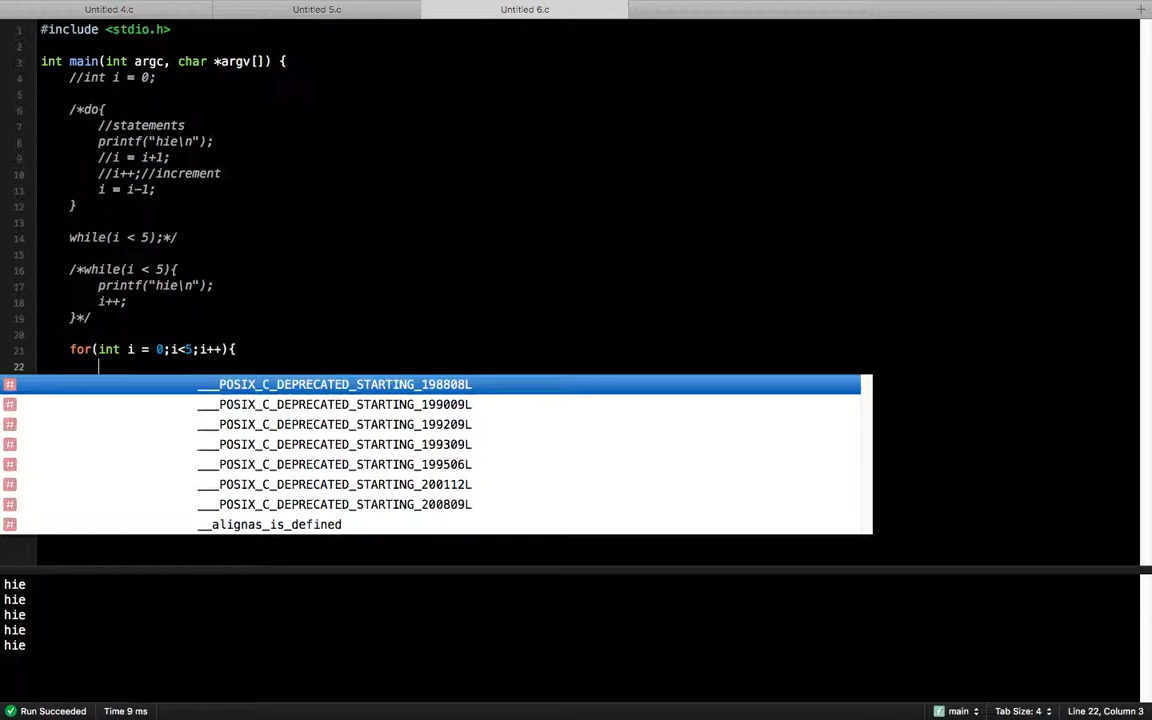 Untitled 4.c
Untitled 5.c
Untitled 6.c
+
1 #include <stdio.h>
2
3 int main(int argc, char *argv[]) {
4 //int i = 0;
5
6 /*do{
7 //statements
8 printf("hie\n");
9 //i = i+1;
10 //i++;//increment
11 i = i-1;
12 }
13
14 while(i < 5);*/
15
16 /*while(i < 5){
17 printf("hie\n");
18 i++;
19 }*/
20
21 for(int i = 0;i<5;i++){
22
# ___POSIX_C_DEPRECATED_STARTING_198808L
# ___POSIX_C_DEPRECATED_STARTING_199009L
# ___POSIX_C_DEPRECATED_STARTING_199209L
# ___POSIX_C_DEPRECATED_STARTING_199309L
# ___POSIX_C_DEPRECATED_STARTING_199506L
# ___POSIX_C_DEPRECATED_STARTING_200112L
# ___POSIX_C_DEPRECATED_STARTING_200809L
# __alignas_is_defined
hie
hie
hie
hie
hie
Run Succeeded Time 9 ms f main Tab Size: 4 Line 22, Column 3